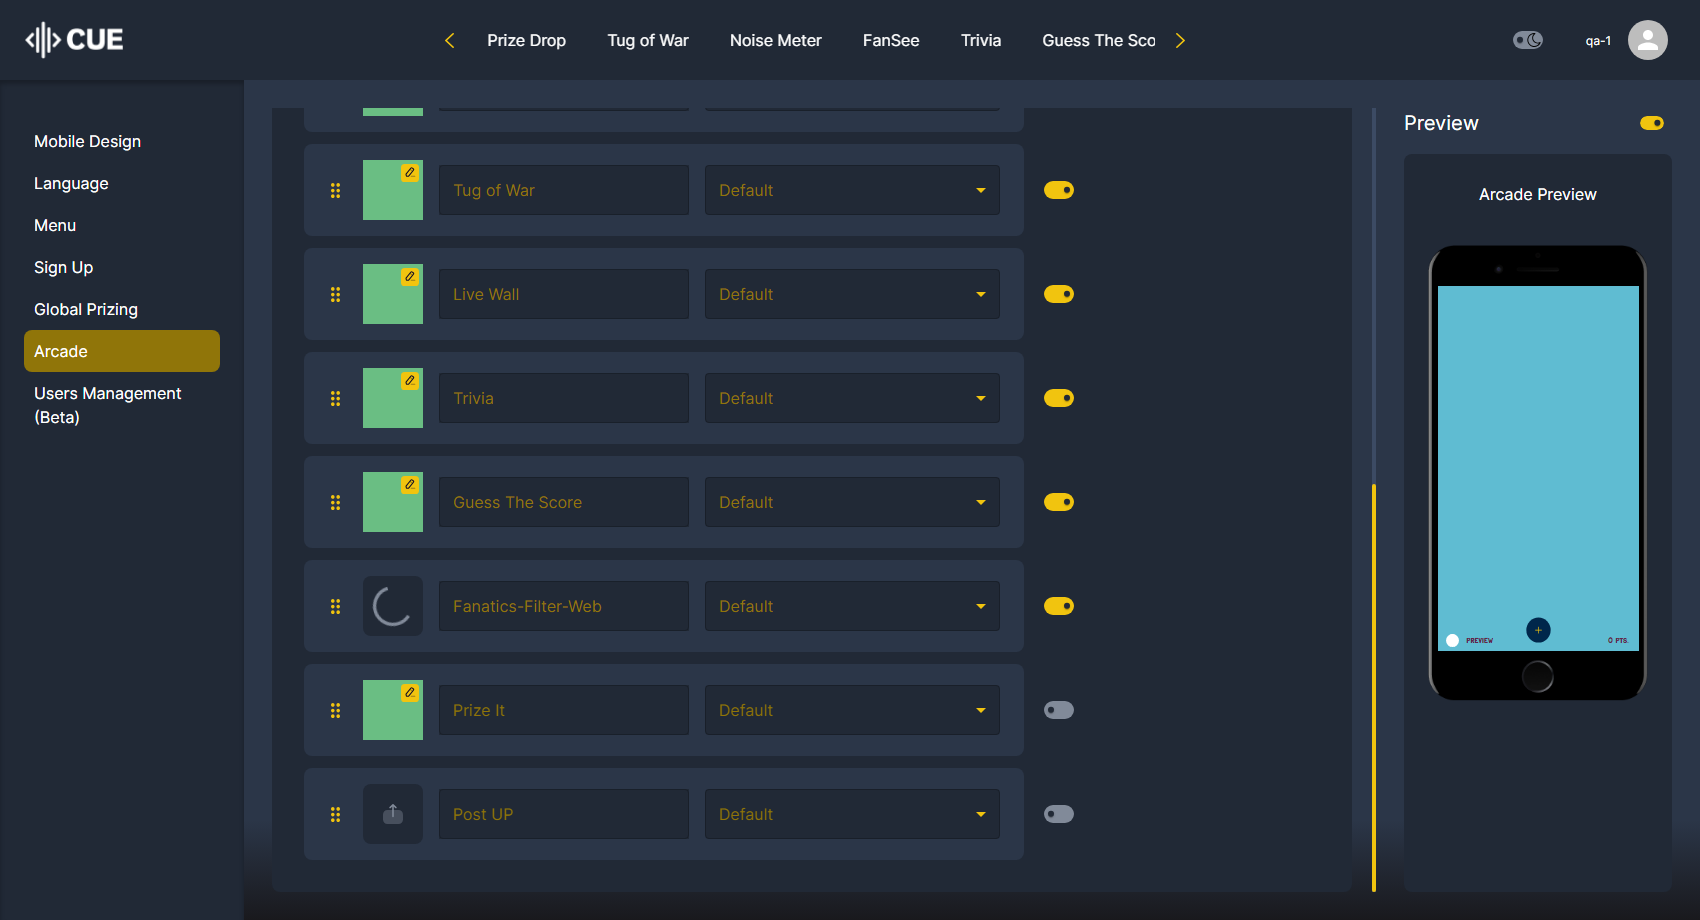 CUE
Prize Drop Tug of War Noise Meter FanSee Trivia Guess The Sco
qa-1
Mobile Design
Language
Menu
Sign Up
Global Prizing
Arcade
Users Management
(Beta)
Tug of War Default
Live Wall Default
Trivia Default
Guess The Score Default
Fanatics-Filter-Web Default
Prize It Default
Post UP Default
Preview
Arcade Preview
+
PREVIEW 0 PTS.